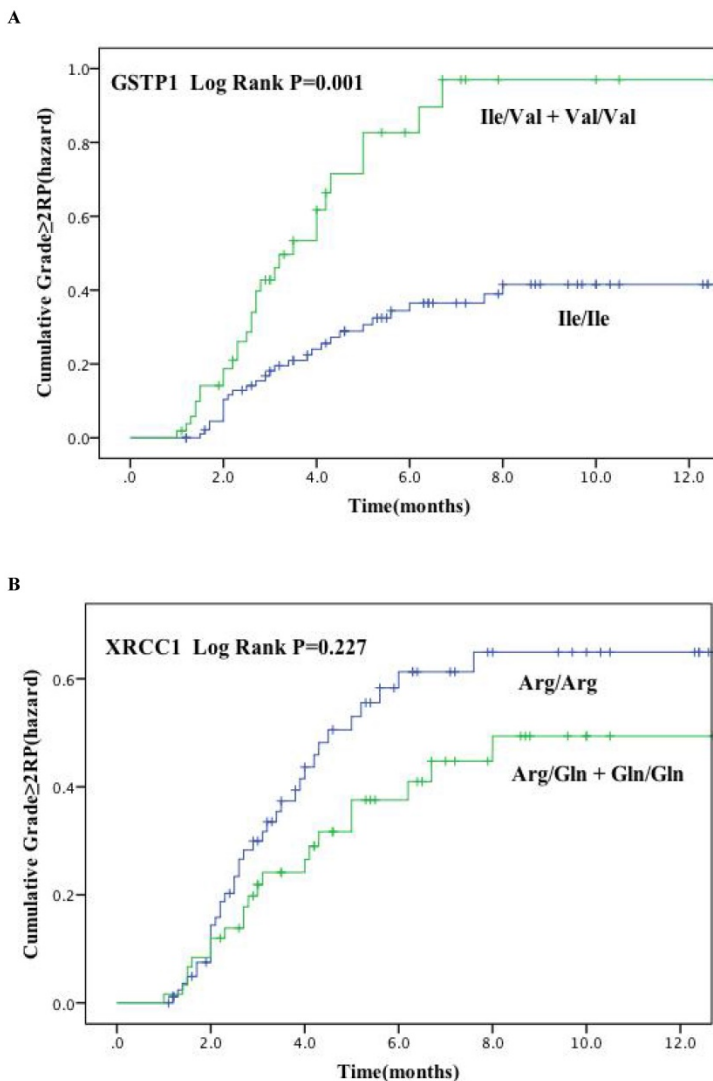 A
GSTP1 Log Rank P=0.001
Ile/Val + Val/Val
Ile/Ile
Cumulative Grade≥2RP(hazard)
1.0
0.8
0.6
0.4
0.2
0.0
.0 2.0 4.0 6.0 8.0 10.0 12.0
Time(months)
B
XRCC1 Log Rank P=0.227
Arg/Arg
Arg/Gln + Gln/Gln
Cumulative Grade≥2RP(hazard)
0.6
0.4
0.2
0.0
.0 2.0 4.0 6.0 8.0 10.0 12.0
Time(months)